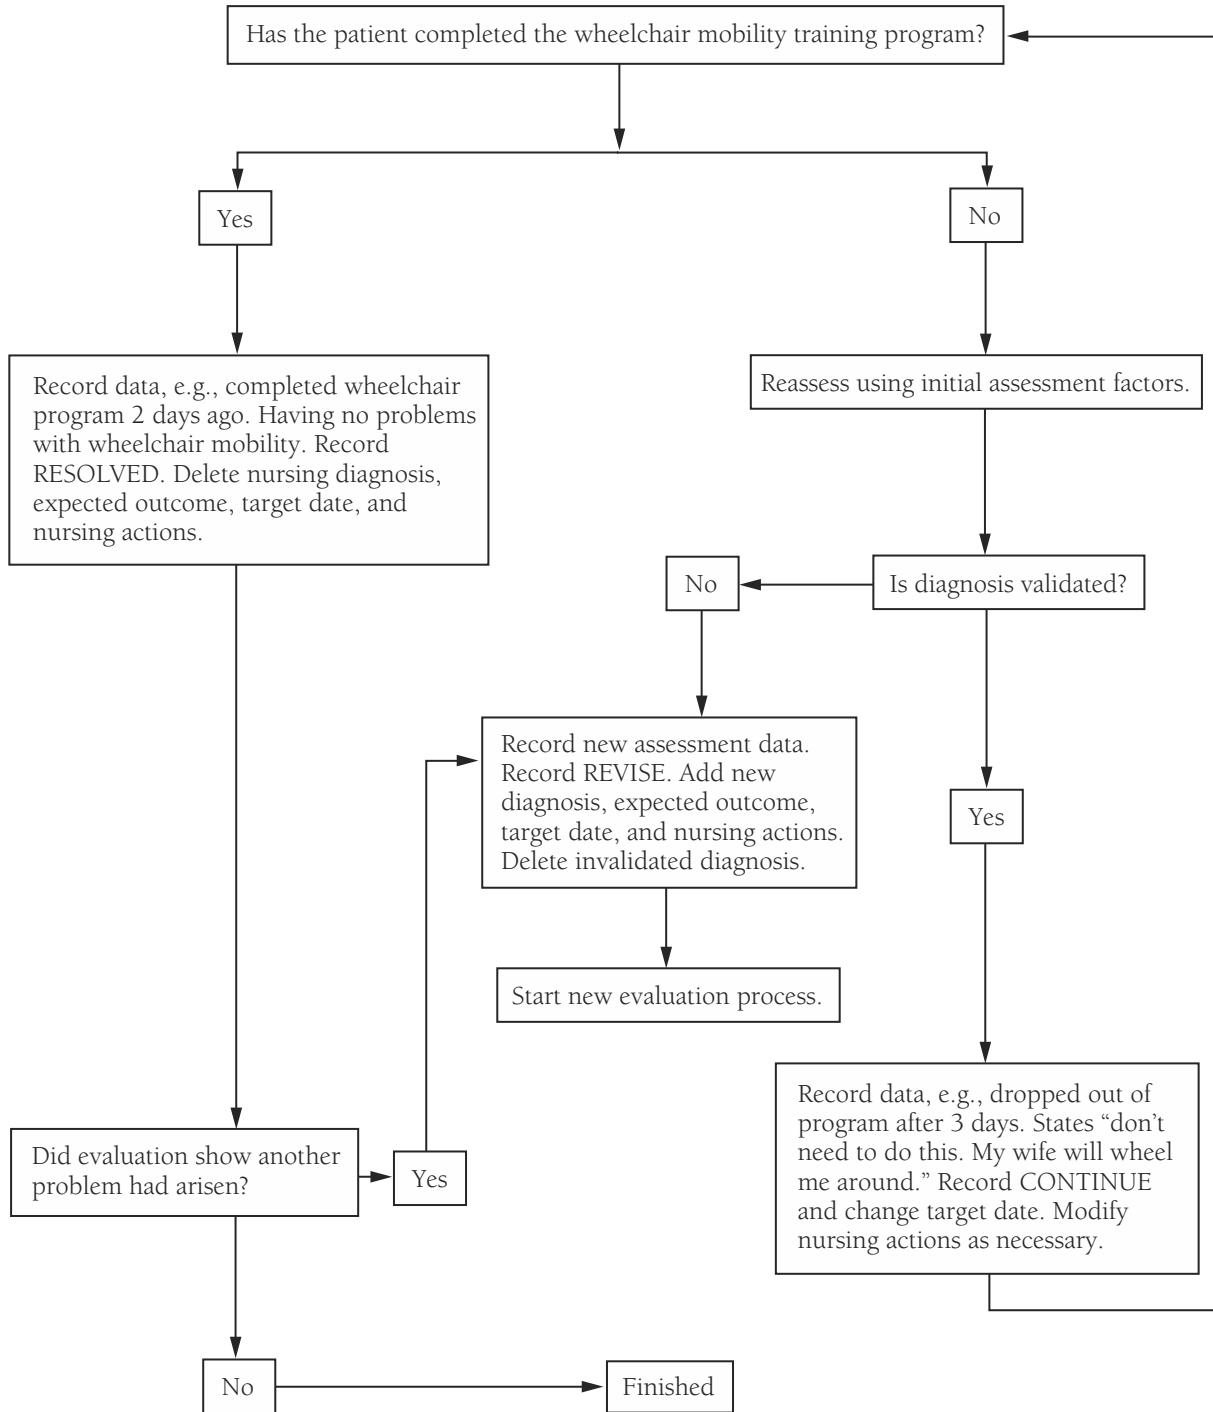 Has the patient completed the wheelchair mobility training program?
Yes
No
Record data, e.g., completed wheelchair
program 2 days ago. Having no problems
with wheelchair mobility. Record
RESOLVED. Delete nursing diagnosis,
expected outcome, target date, and
nursing actions.
Reassess using initial assessment factors.
No
Is diagnosis validated?
Record new assessment data.
Record REVISE. Add new
diagnosis, expected outcome,
target date, and nursing actions.
Delete invalidated diagnosis.
Yes
Start new evaluation process.
Record data, e.g., dropped out of
program after 3 days. States “don’t
need to do this. My wife will wheel
me around.” Record CONTINUE
and change target date. Modify
nursing actions as necessary.
Did evaluation show another
problem had arisen?
Yes
No
Finished